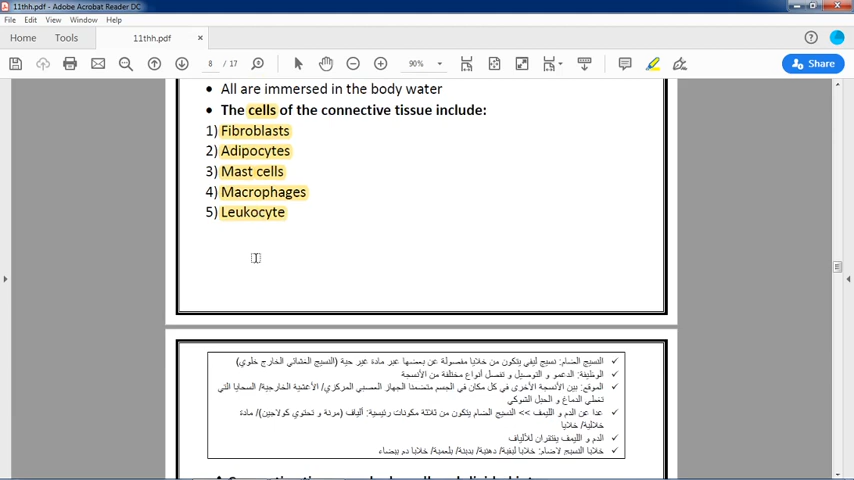 11thh.pdf - Adobe Acrobat Reader DC
File Edit View Window Help
Home Tools 11thh.pdf ×
8 / 17 90% Share
• All are immersed in the body water
• The cells of the connective tissue include:
1) Fibroblasts
2) Adipocytes
3) Mast cells
4) Macrophages
5) Leukocyte
✓ النسيج الضام: نسيج ليفي يتكون من خلايا مفصولة عن بعضها عبر مادة غير حية (النسيج الغشائي الخارج خلوي)
✓ الوظيفة: الدعم و التوصيل و تفصل أنواع مختلفة من الأنسجة
✓ الموقع: بين الأنسجة الأخرى في كل مكان في الجسم متضمنا الجهاز العصبي المركزي/ الأغشية الخارجية/ السحايا التي
تغطي الدماغ و الحبل الشوكي
✓ عدا عن الدم و الليمف >> النسيج الضام يتكون من ثلاثة مكونات رئيسية: ألياف (مرنة و تحتوي كولاجين)/ مادة
خلالية/ خلايا
✓ الدم و الليمف يفتقران للألياف
✓ خلايا النسيج الضام: خلايا ليفية/ دهنية/ بدينة/ بلعمية/ خلايا دم بيضاء